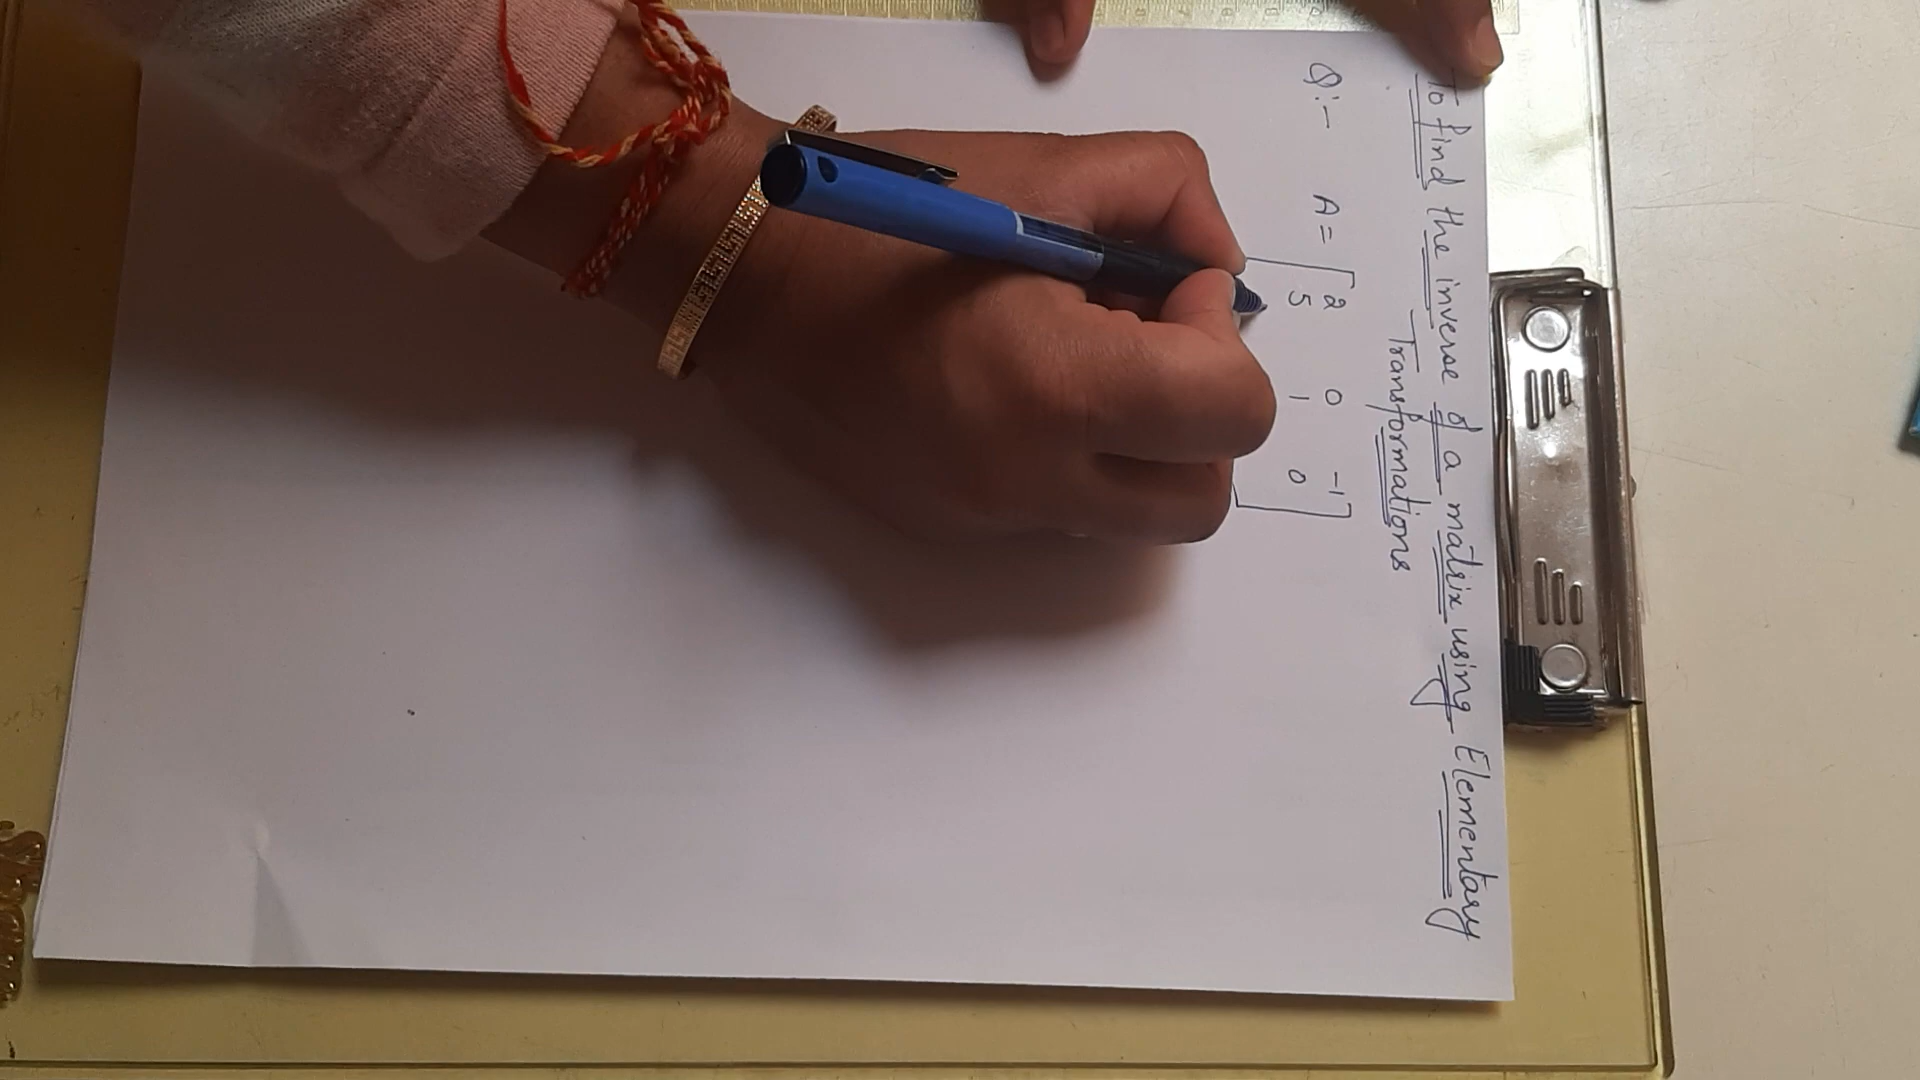 To find the inverse of a matrix using Elementary
Transformations
Q:- A = [ 2 0 -1
5 1 0 ]